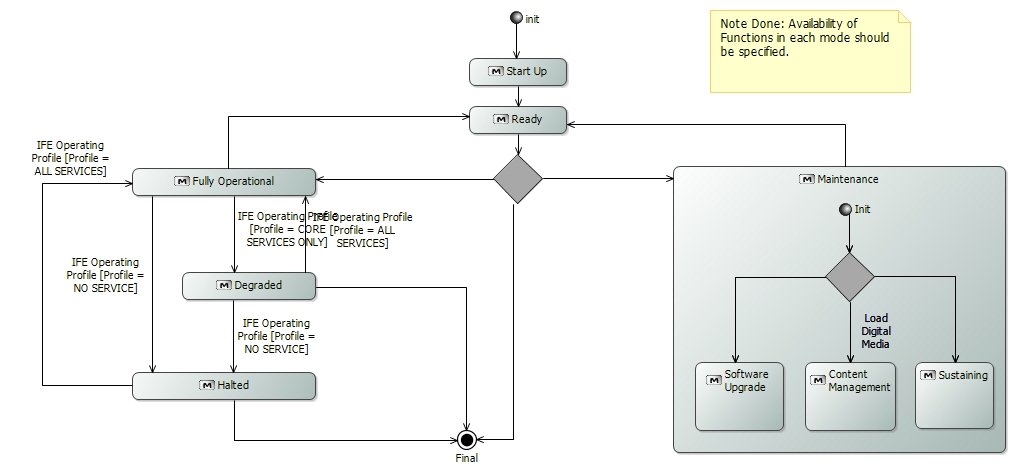 init
Note Done: Availability of
Functions in each mode should
be specified.
M Start Up
M Ready
IFE Operating
Profile [Profile =
ALL SERVICES]
M Fully Operational
M Maintenance
Init
IFE Operating Profile
[Profile = CORE
SERVICES ONLY]
IFE Operating Profile
[Profile = ALL
SERVICES]
IFE Operating
Profile [Profile =
NO SERVICE]
M Degraded
IFE Operating
Profile [Profile =
NO SERVICE]
Load
Digital
Media
M Software
Upgrade
M Content
Management
M Sustaining
M Halted
Final